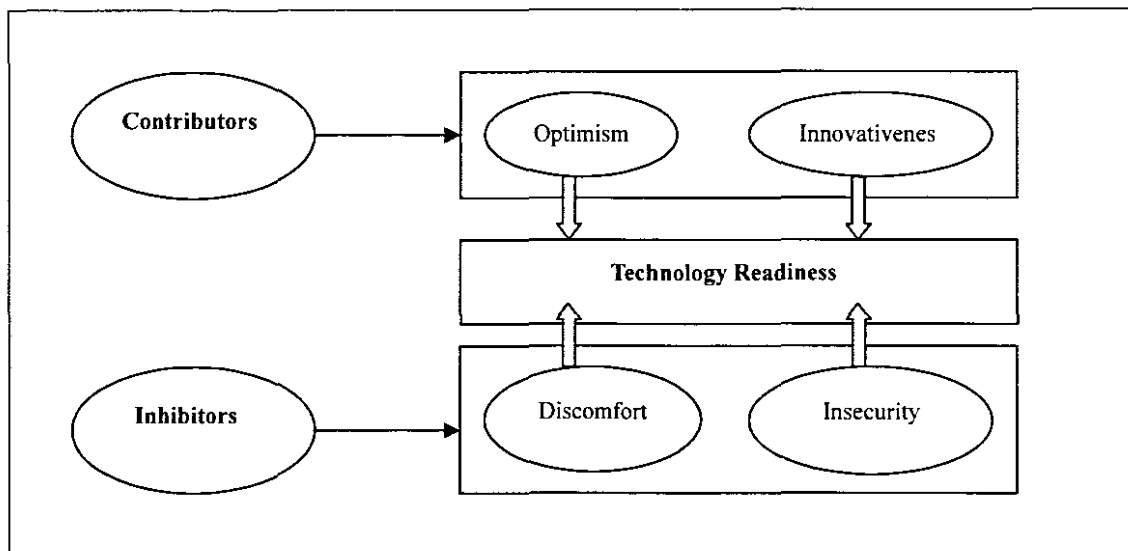 Contributors
Optimism
Innovativenes
Technology Readiness
Inhibitors
Discomfort
Insecurity